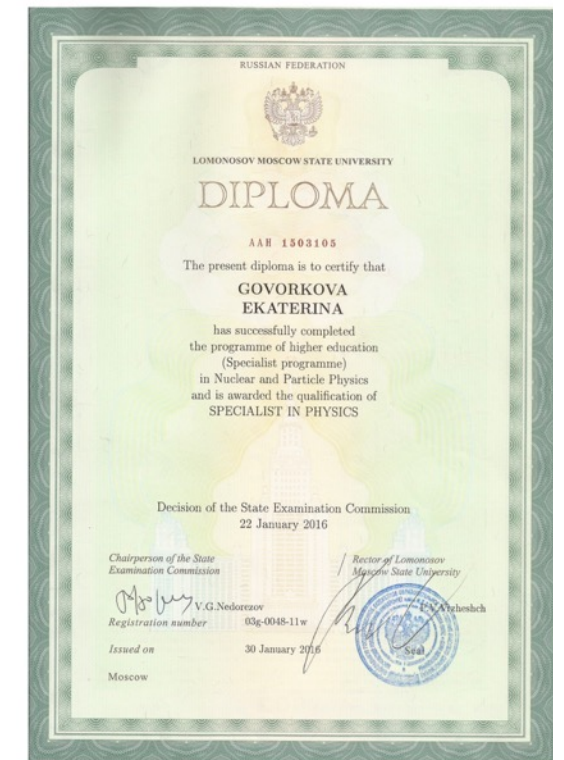 RUSSIAN FEDERATION
LOMONOSOV MOSCOW STATE UNIVERSITY
DIPLOMA
ААН 1503105
The present diploma is to certify that
GOVORKOVA
EKATERINA
has successfully completed
the programme of higher education
(Specialist programme)
in Nuclear and Particle Physics
and is awarded the qualification of
SPECIALIST IN PHYSICS
Decision of the State Examination Commission
22 January 2016
Chairperson of the State
Examination Commission
Rector of Lomonosov
Moscow State University
V.G.Nedorezov
Vrzheshch
Registration number 03g-0048-11w
Issued on 30 January 2016
Seal
Moscow